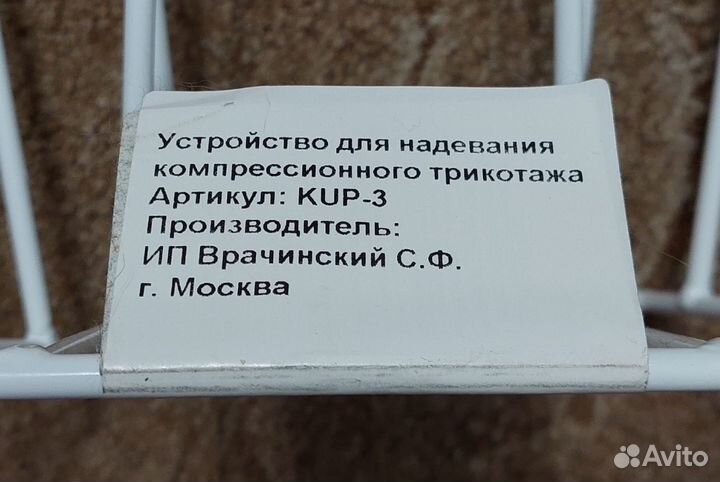 Устройство для надевания
компрессионного трикотажа
Артикул: KUP-3
Производитель:
ИП Врачинский С.Ф.
г. Москва
Avito